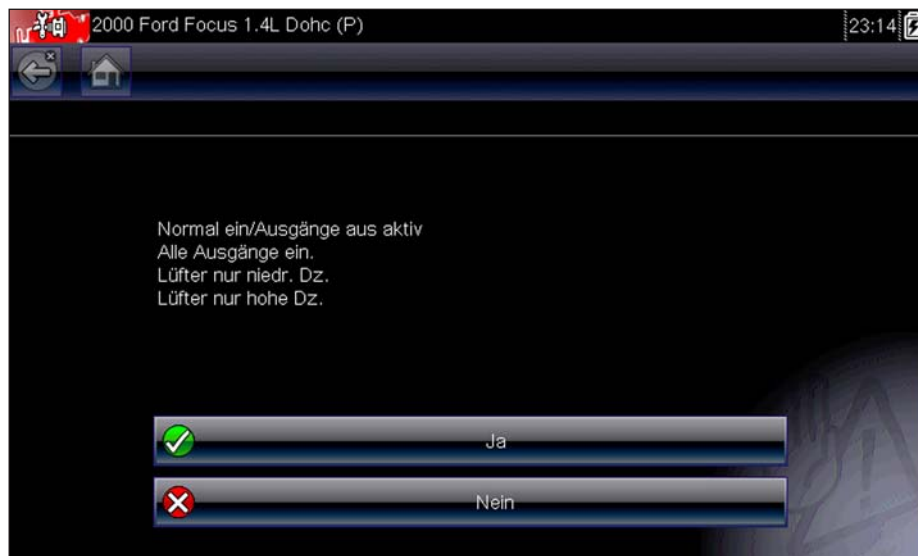 2000 Ford Focus 1.4L Dohc (P)
23:14
Normal ein/Ausgänge aus aktiv
Alle Ausgänge ein.
Lüfter nur niedr. Dz.
Lüfter nur hohe Dz.
Ja
Nein